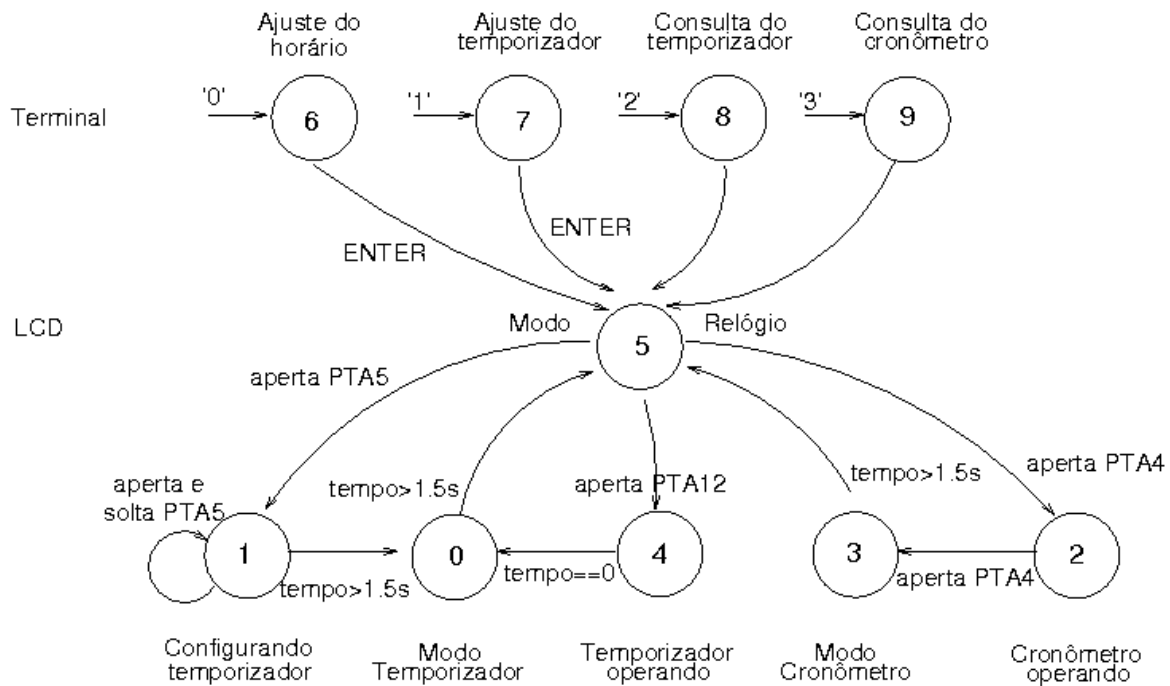 Ajuste do
horário
Ajuste do
temporizador
Consulta do
temporizador
Consulta do
cronômetro
Terminal
'0'
6
'1'
7
'2'
8
'3'
9
ENTER
ENTER
LCD
Modo
5
Relógio
aperta PTA5
aperta e
solta PTA5
tempo>1.5s
aperta PTA12
tempo>1.5s
aperta PTA4
1
tempo>1.5s
0
tempo==0
4
3
aperta PTA4
2
Configurando
temporizador
Modo
Temporizador
Temporizador
operando
Modo
Cronômetro
Cronômetro
operando